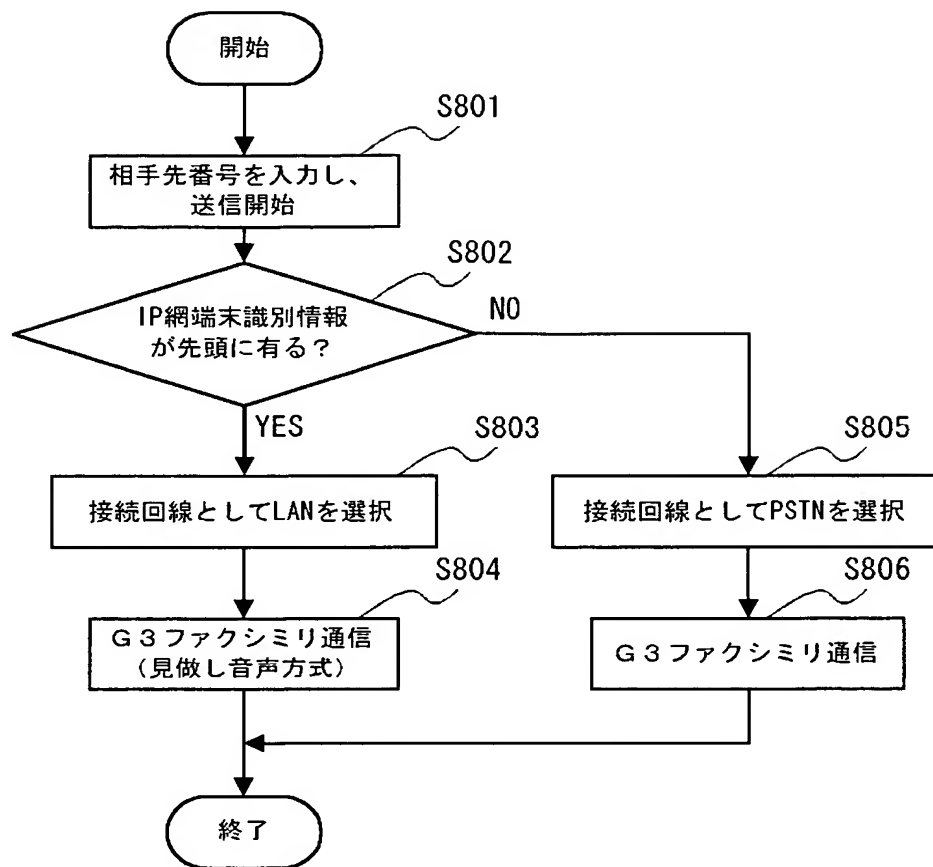 開始
S801
相手先番号を入力し、
送信開始
S802
IP網端末識別情報
が先頭に有る?
NO
YES
S803
接続回線としてLANを選択
S805
接続回線としてPSTNを選択
S804
G3ファクシミリ通信
(見做し音声方式)
S806
G3ファクシミリ通信
終了